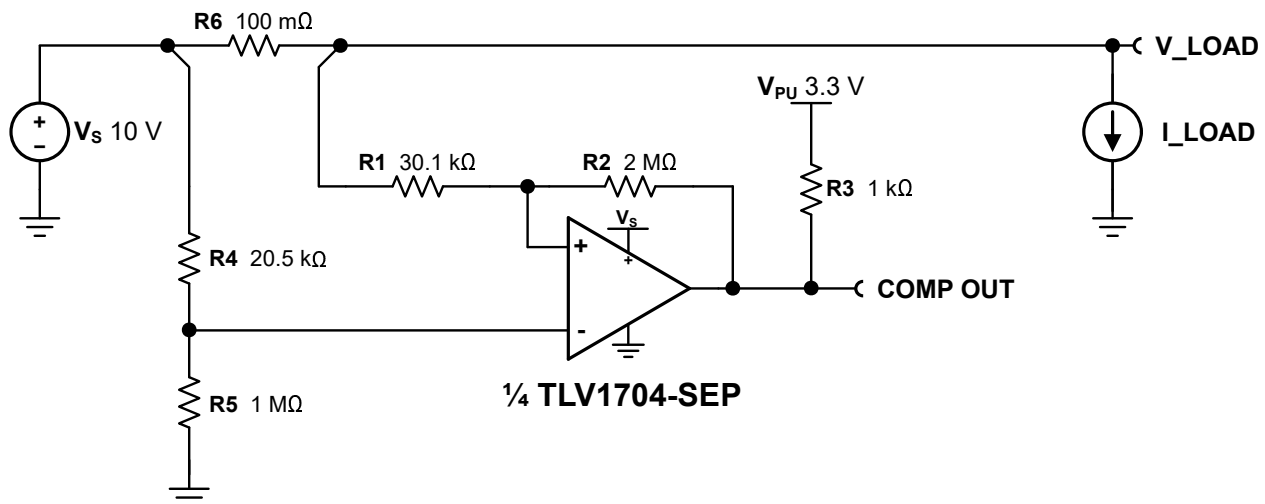 R6 100 mΩ
V_LOAD
V_PU 3.3 V
+
-
V_S 10 V
I_LOAD
R1 30.1 kΩ
R2 2 MΩ
R3 1 kΩ
V_S
+
+
R4 20.5 kΩ
COMP OUT
-
¼ TLV1704-SEP
R5 1 MΩ